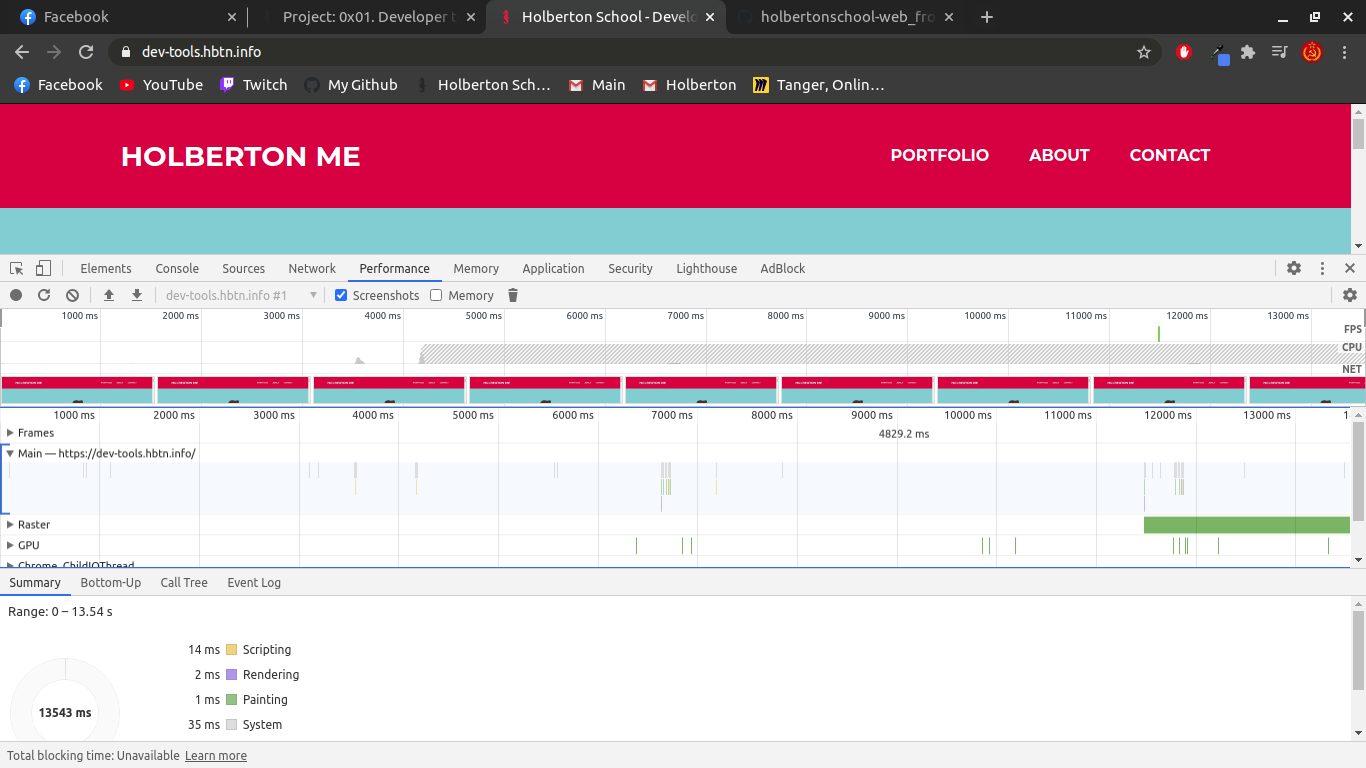 Facebook
Project: 0x01. Developer t
Holberton School - Develo
holbertonschool-web_fro
dev-tools.hbtn.info
Facebook YouTube Twitch My Github Holberton Sch… Main Holberton Tanger, Onlin…
HOLBERTON ME PORTFOLIO ABOUT CONTACT
Elements Console Sources Network Performance Memory Application Security Lighthouse AdBlock
dev-tools.hbtn.info #1 Screenshots Memory
1000 ms 2000 ms 3000 ms 4000 ms 5000 ms 6000 ms 7000 ms 8000 ms 9000 ms 10000 ms 11000 ms 12000 ms 13000 ms
FPS
CPU
NET
1000 ms 2000 ms 3000 ms 4000 ms 5000 ms 6000 ms 7000 ms 8000 ms 9000 ms 10000 ms 11000 ms 12000 ms 13000 ms 1
Frames 4829.2 ms
Main — https://dev-tools.hbtn.info/
Raster
GPU
Chrome_ChildIOThread
Summary Bottom-Up Call Tree Event Log
Range: 0 – 13.54 s
14 ms Scripting
2 ms Rendering
1 ms Painting
13543 ms
35 ms System
Total blocking time: Unavailable Learn more